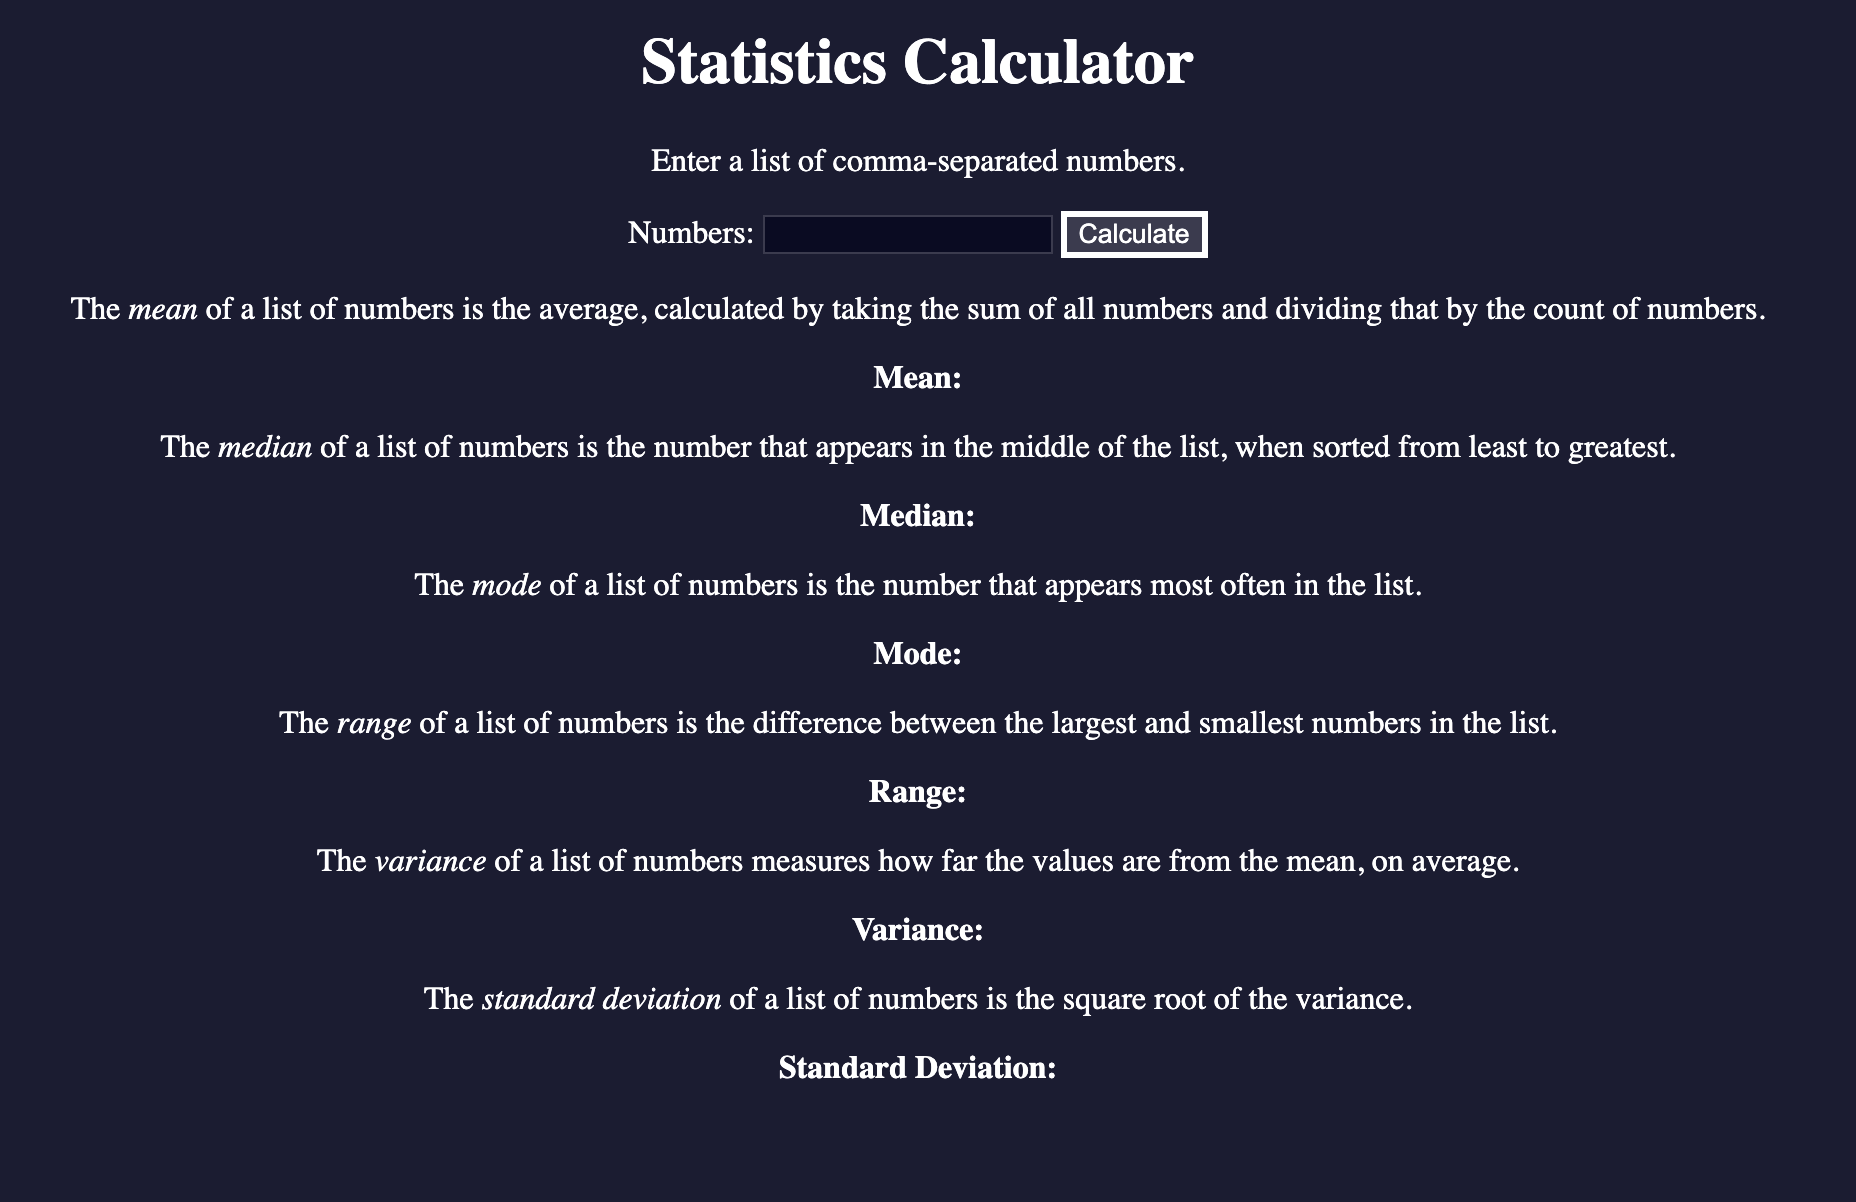 Statistics Calculator
Enter a list of comma-separated numbers.
Numbers: Calculate
The mean of a list of numbers is the average, calculated by taking the sum of all numbers and dividing that by the count of numbers.
Mean:
The median of a list of numbers is the number that appears in the middle of the list, when sorted from least to greatest.
Median:
The mode of a list of numbers is the number that appears most often in the list.
Mode:
The range of a list of numbers is the difference between the largest and smallest numbers in the list.
Range:
The variance of a list of numbers measures how far the values are from the mean, on average.
Variance:
The standard deviation of a list of numbers is the square root of the variance.
Standard Deviation: